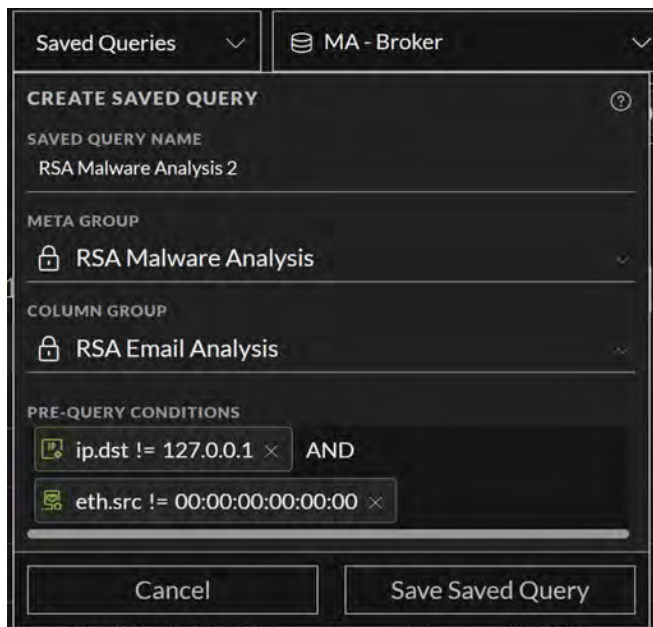 Saved Queries
MA - Broker
CREATE SAVED QUERY
SAVED QUERY NAME
RSA Malware Analysis 2
META GROUP
RSA Malware Analysis
COLUMN GROUP
RSA Email Analysis
PRE-QUERY CONDITIONS
ip.dst != 127.0.0.1 × AND
eth.src != 00:00:00:00:00:00 ×
Cancel
Save Saved Query